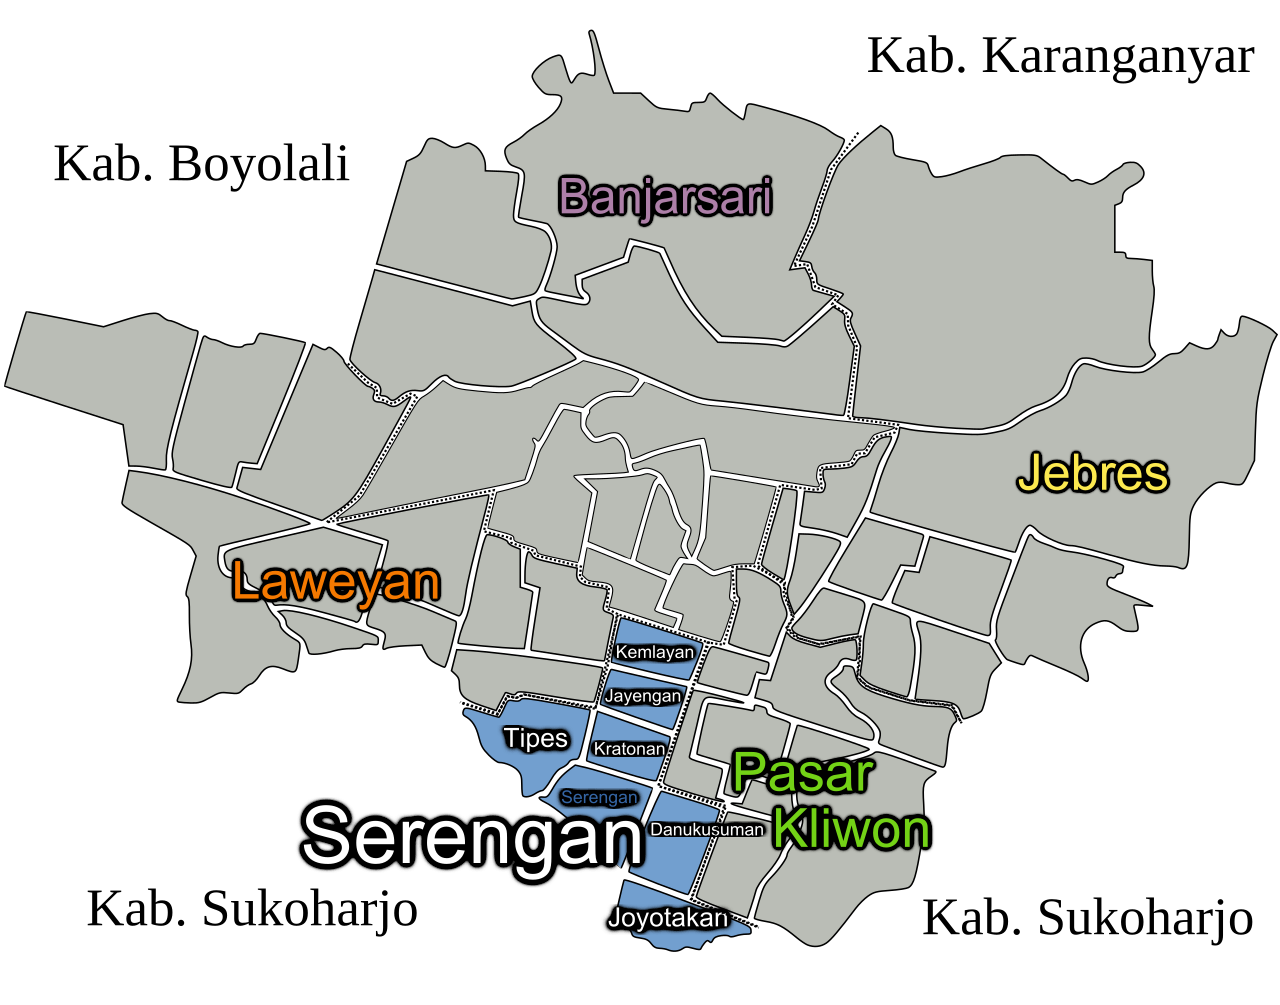 Kab. Karanganyar
Kab. Boyolali
Banjarsari
Jebres
Laweyan
Kemlayan
Jayengan
Tipes
Kratonan
Pasar
Kliwon
Serengan
Danukusuman
Serengan
Kab. Sukoharjo
Joyotakan
Kab. Sukoharjo